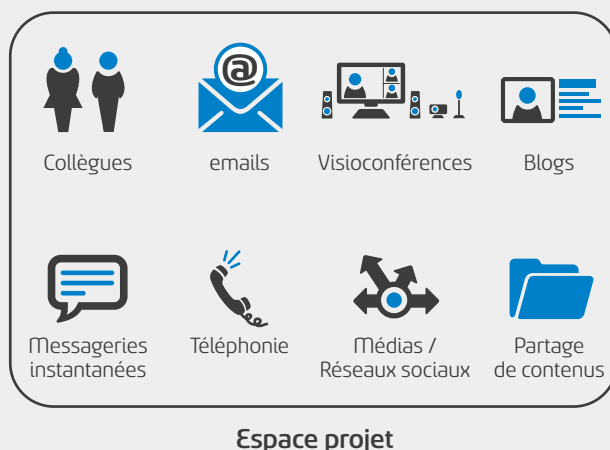 @
Collègues
emails
Visioconférences
Blogs
Messageries
instantanées
Téléphonie
Médias /
Réseaux sociaux
Partage
de contenus
Espace projet